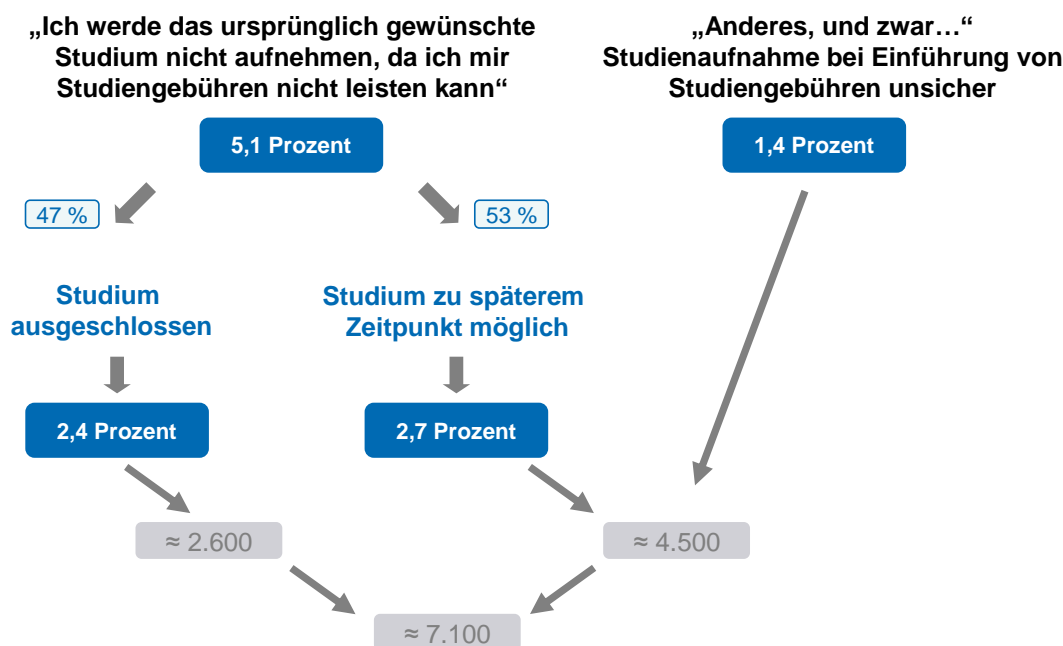 „Ich werde das ursprünglich gewünschte
Studium nicht aufnehmen, da ich mir
Studiengebühren nicht leisten kann“
„Anderes, und zwar…“
Studienaufnahme bei Einführung von
Studiengebühren unsicher
5,1 Prozent
1,4 Prozent
47 %
53 %
Studium
ausgeschlossen
Studium zu späterem
Zeitpunkt möglich
2,4 Prozent
2,7 Prozent
≈ 2.600
≈ 4.500
≈ 7.100